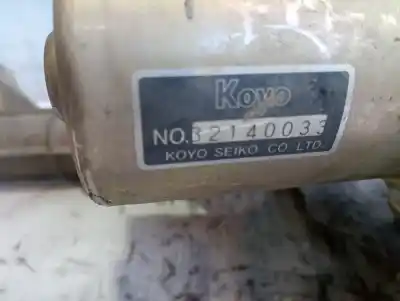 Koyo
NO. 32140033
KOYO SEIKO CO LTD.